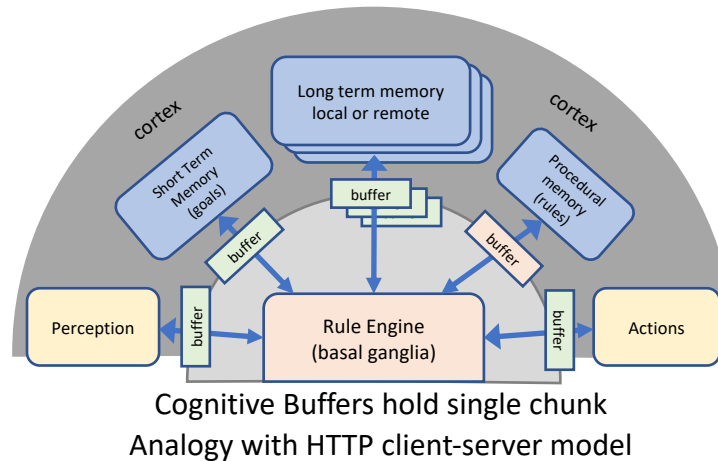 cortex
Long term memory
local or remote
cortex
Short Term
Memory
(goals)
Procedural
memory
(rules)
buffer
buffer
buffer
Perception
buffer
Rule Engine
(basal ganglia)
buffer
Actions
Cognitive Buffers hold single chunk
Analogy with HTTP client-server model